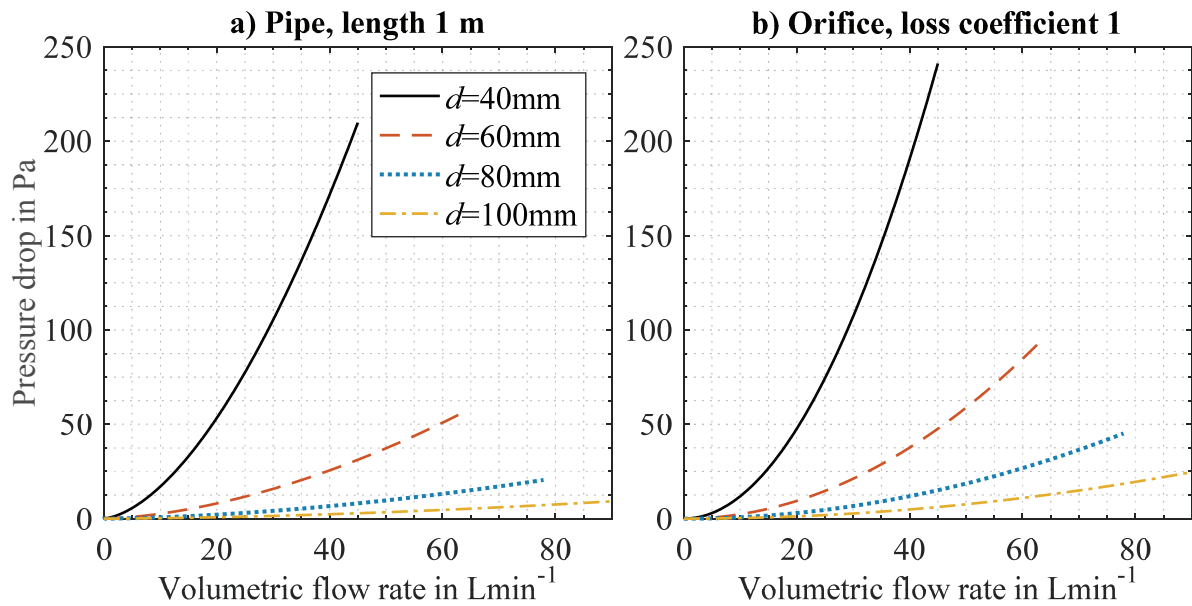 a) Pipe, length 1 m
250
200
150
100
50
0
0
20
40
60
80
Pressure drop in Pa
Volumetric flow rate in Lmin⁻¹
d=40mm
d=60mm
d=80mm
d=100mm
b) Orifice, loss coefficient 1
250
200
150
100
50
0
0
20
40
60
80
Volumetric flow rate in Lmin⁻¹